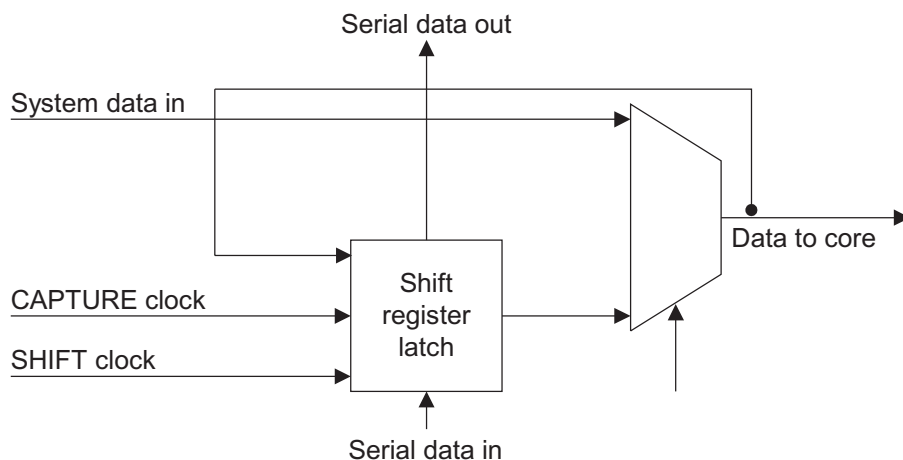 Serial data out
System data in
Data to core
Shift
register
latch
CAPTURE clock
SHIFT clock
Serial data in